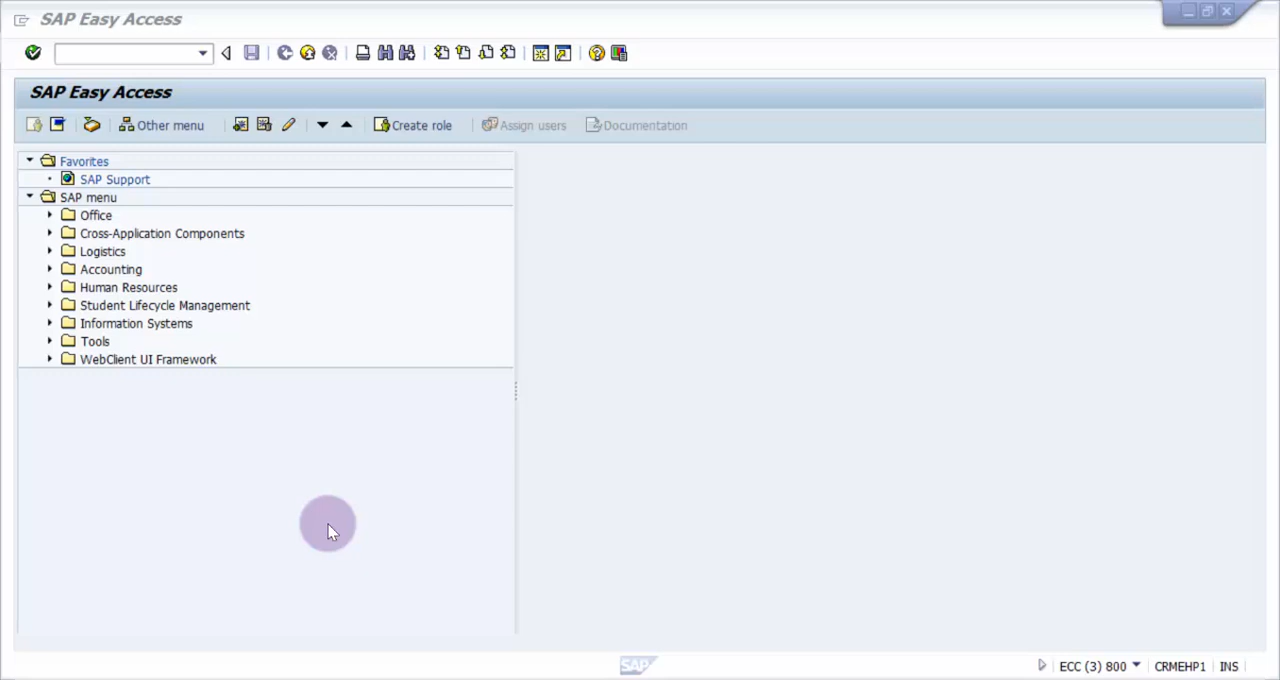 SAP Easy Access
SAP Easy Access
Other menu Create role Assign users Documentation
Favorites
SAP Support
SAP menu
Office
Cross-Application Components
Logistics
Accounting
Human Resources
Student Lifecycle Management
Information Systems
Tools
WebClient UI Framework
SAP ECC (3) 800 CRMEHP1 INS